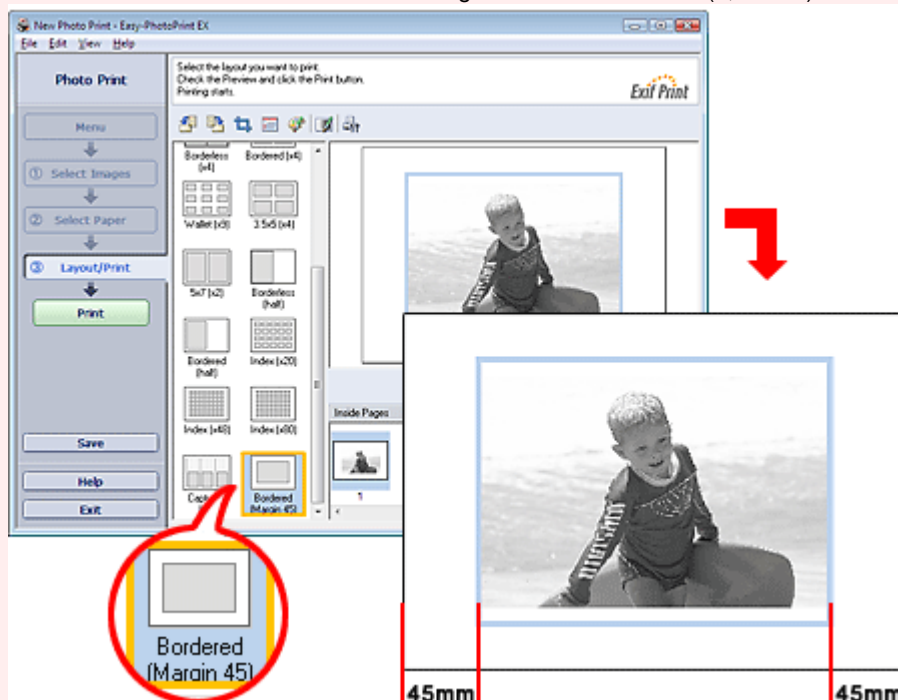 New Photo Print - Easy-PhotoPrint EX
File Edit View Help
Photo Print
Select the layout you want to print.
Check the Preview and click the Print button.
Printing starts.
Exif Print
Menu
① Select Images
② Select Paper
③ Layout/Print
Print
Save
Help
Exit
Borderless
(x4)
Bordered (x4)
Wallet (x9)
3.5x5 (x4)
5x7 (x2)
Borderless
(half)
Bordered
(half)
Index (x20)
Index (x48)
Index (x80)
Bordered
(Margin 45)
Inside Pages
1
Bordered
(Margin 45)
45mm
45mm